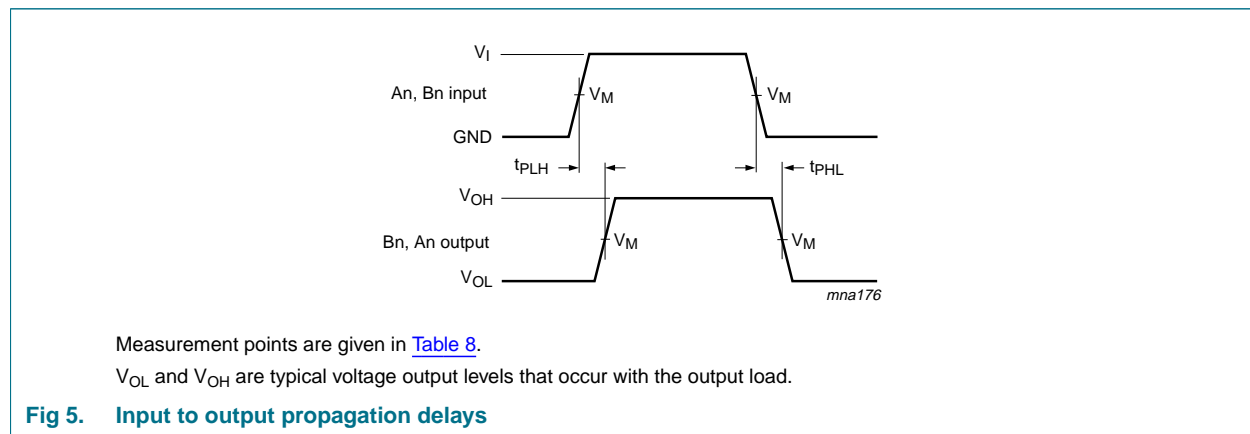 VI
An, Bn input
VM
VM
GND
tPLH
tPHL
VOH
Bn, An output
VM
VM
VOL
mna176
Measurement points are given in Table 8.
VOL and VOH are typical voltage output levels that occur with the output load.
Fig 5. Input to output propagation delays